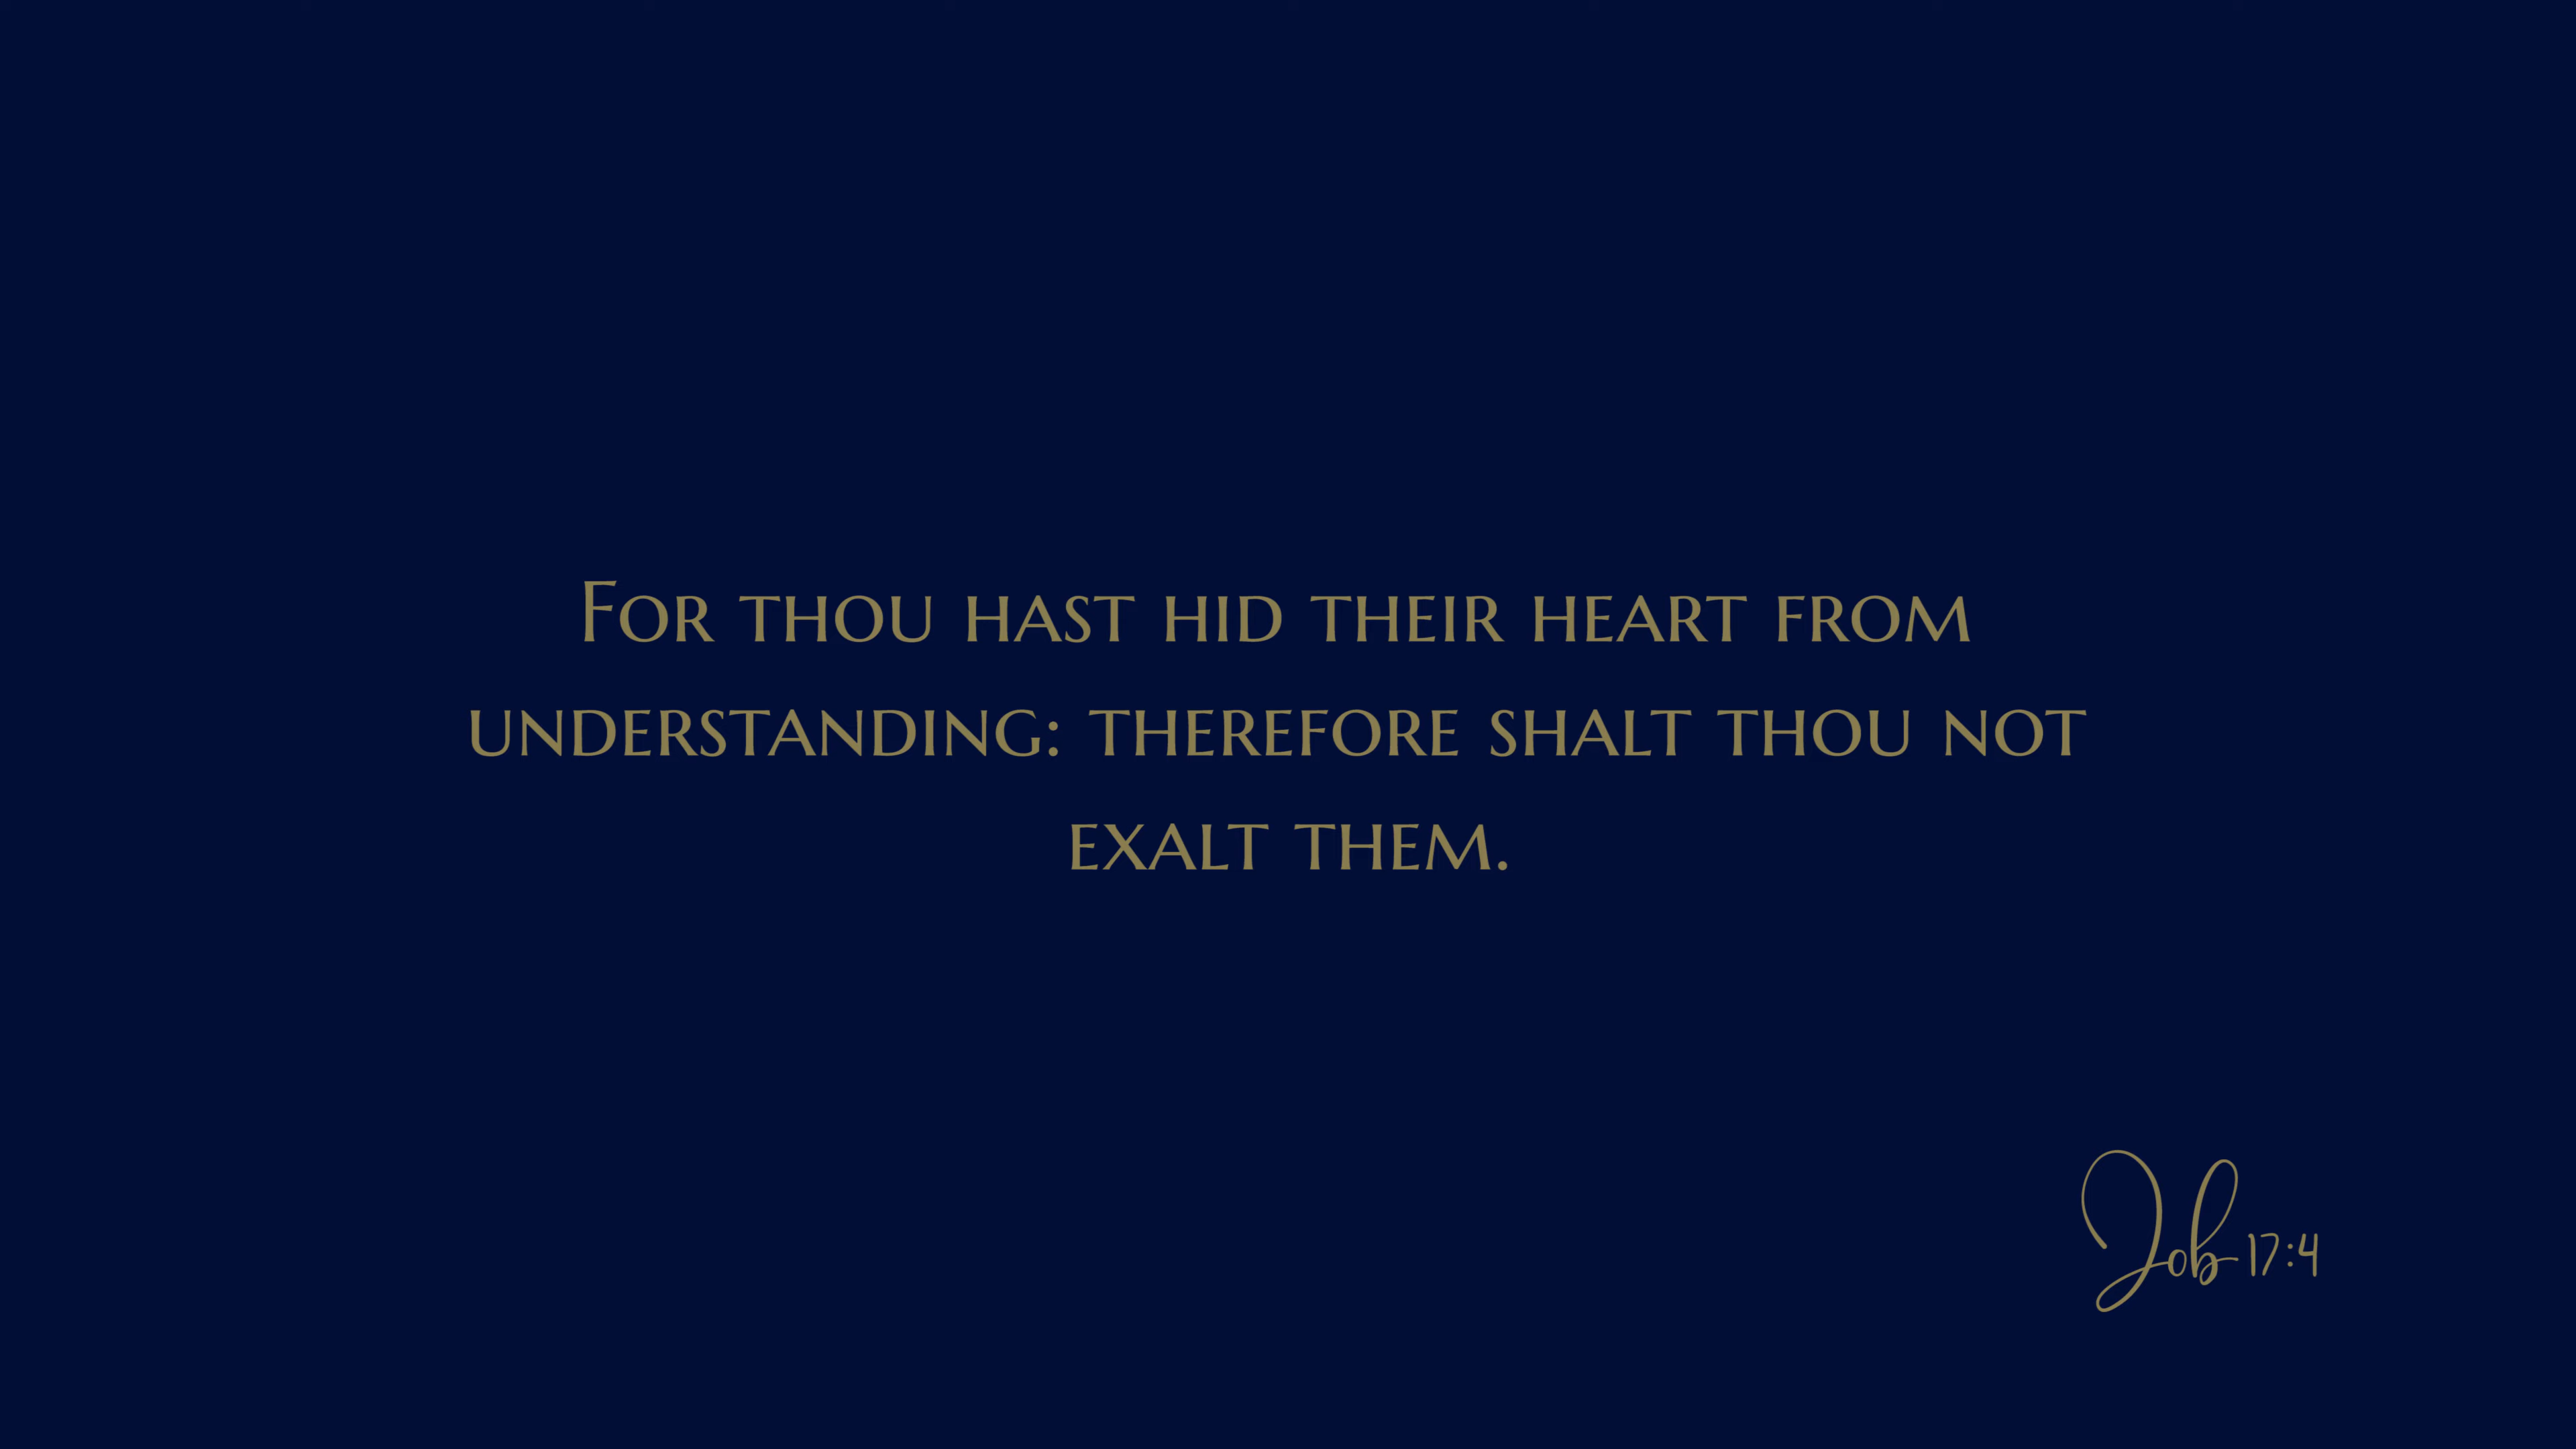 For thou hast hid their heart from
understanding: therefore shalt thou not
exalt them.
Job 17:4